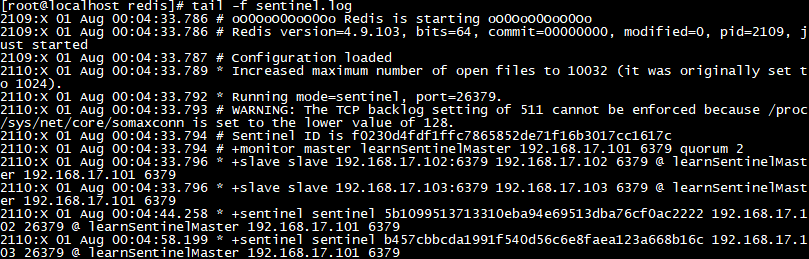 [root@localhost redis]# tail -f sentinel.log
2109:X 01 Aug 00:04:33.786 # oO0OoO0OoO0Oo Redis is starting oO0OoO0OoO0Oo
2109:X 01 Aug 00:04:33.786 # Redis version=4.9.103, bits=64, commit=00000000, modified=0, pid=2109, j
ust started
2109:X 01 Aug 00:04:33.787 # Configuration loaded
2110:X 01 Aug 00:04:33.789 * Increased maximum number of open files to 10032 (it was originally set t
o 1024).
2110:X 01 Aug 00:04:33.792 * Running mode=sentinel, port=26379.
2110:X 01 Aug 00:04:33.793 # WARNING: The TCP backlog setting of 511 cannot be enforced because /proc
/sys/net/core/somaxconn is set to the lower value of 128.
2110:X 01 Aug 00:04:33.794 # Sentinel ID is f0230d4fdf1ffc7865852de71f16b3017cc1617c
2110:X 01 Aug 00:04:33.794 # +monitor master learnSentinelMaster 192.168.17.101 6379 quorum 2
2110:X 01 Aug 00:04:33.796 * +slave slave 192.168.17.102:6379 192.168.17.102 6379 @ learnSentinelMast
er 192.168.17.101 6379
2110:X 01 Aug 00:04:33.796 * +slave slave 192.168.17.103:6379 192.168.17.103 6379 @ learnSentinelMast
er 192.168.17.101 6379
2110:X 01 Aug 00:04:44.258 * +sentinel sentinel 5b1099513713310eba94e69513dba76cf0ac2222 192.168.17.1
02 26379 @ learnSentinelMaster 192.168.17.101 6379
2110:X 01 Aug 00:04:58.199 * +sentinel sentinel b457cbbcda1991f540d56c6e8faea123a668b16c 192.168.17.1
03 26379 @ learnSentinelMaster 192.168.17.101 6379